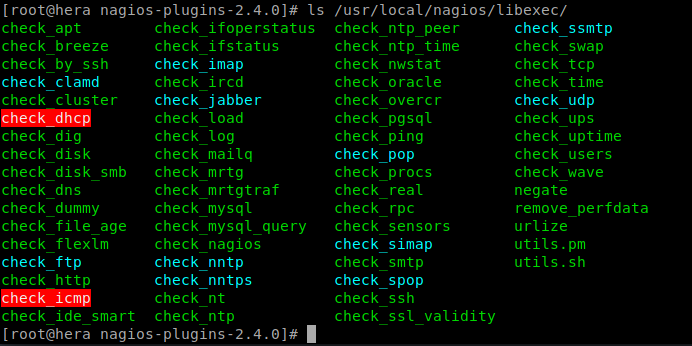 [root@hera nagios-plugins-2.4.0]# ls /usr/local/nagios/libexec/
check_apt check_ifoperstatus check_ntp_peer check_ssmtp
check_breeze check_ifstatus check_ntp_time check_swap
check_by_ssh check_imap check_nwstat check_tcp
check_clamd check_ircd check_oracle check_time
check_cluster check_jabber check_overcr check_udp
check_dhcp check_load check_pgsql check_ups
check_dig check_log check_ping check_uptime
check_disk check_mailq check_pop check_users
check_disk_smb check_mrtg check_procs check_wave
check_dns check_mrtgtraf check_real negate
check_dummy check_mysql check_rpc remove_perfdata
check_file_age check_mysql_query check_sensors urlize
check_flexlm check_nagios check_simap utils.pm
check_ftp check_nntp check_smtp utils.sh
check_http check_nntps check_spop
check_icmp check_nt check_ssh
check_ide_smart check_ntp check_ssl_validity
[root@hera nagios-plugins-2.4.0]#